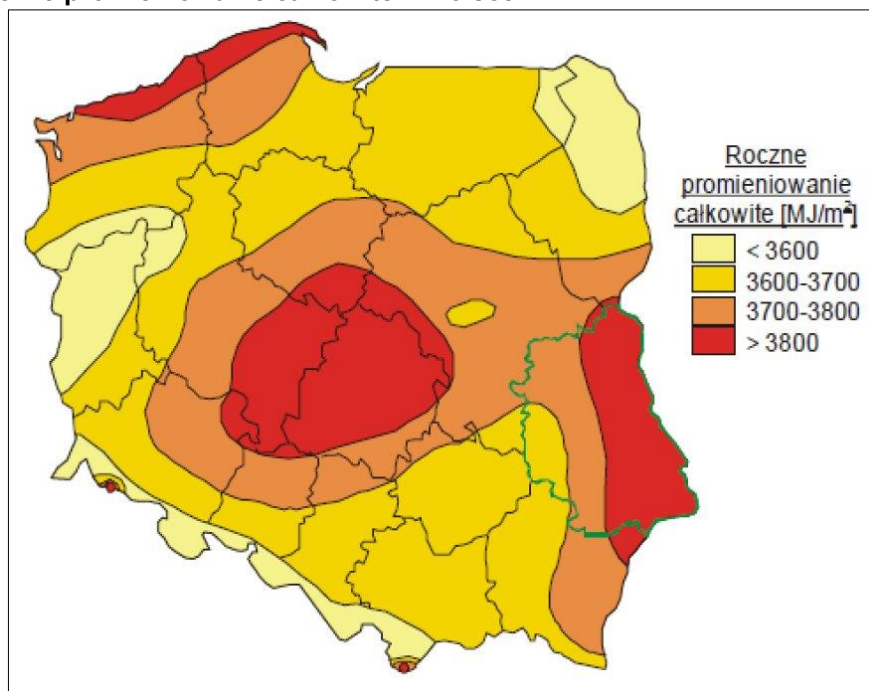 Roczne
promieniowanie
całkowite [MJ/m²]
< 3600
3600-3700
3700-3800
> 3800